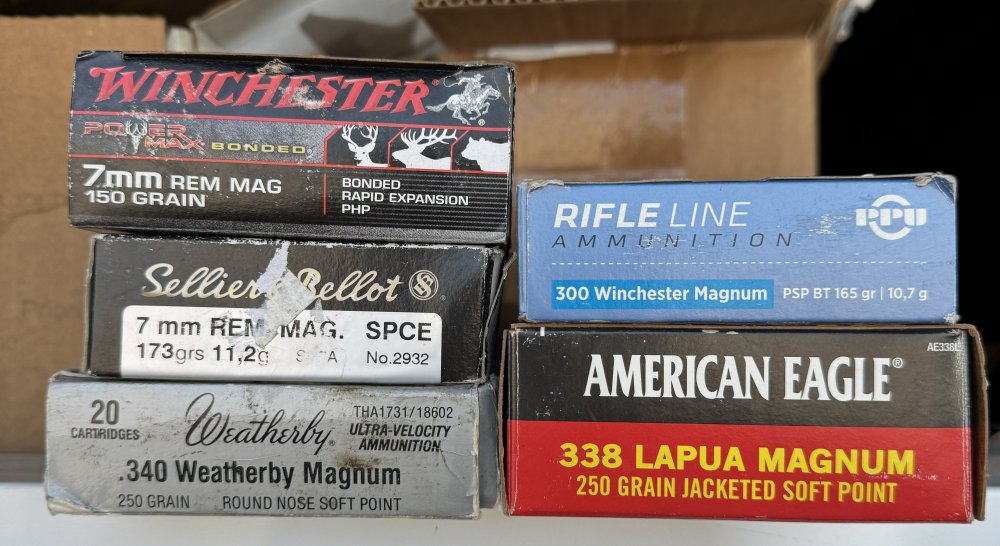 WINCHESTER®
POWER
MAX BONDED®
7mm REM MAG
150 GRAIN
BONDED
RAPID EXPANSION
PHP
Sellier & Bellot
7 mm REM. MAG. SPCE
173grs 11,2g No.2932
20
CARTRIDGES
Weatherby®
THA1731/18602
ULTRA-VELOCITY
AMMUNITION
.340 Weatherby Magnum
250 GRAIN ROUND NOSE SOFT POINT
RIFLE LINE
AMMUNITION
PPU
300 Winchester Magnum PSP BT 165 gr | 10,7 g
AE338L
AMERICAN EAGLE®
338 LAPUA MAGNUM
250 GRAIN JACKETED SOFT POINT